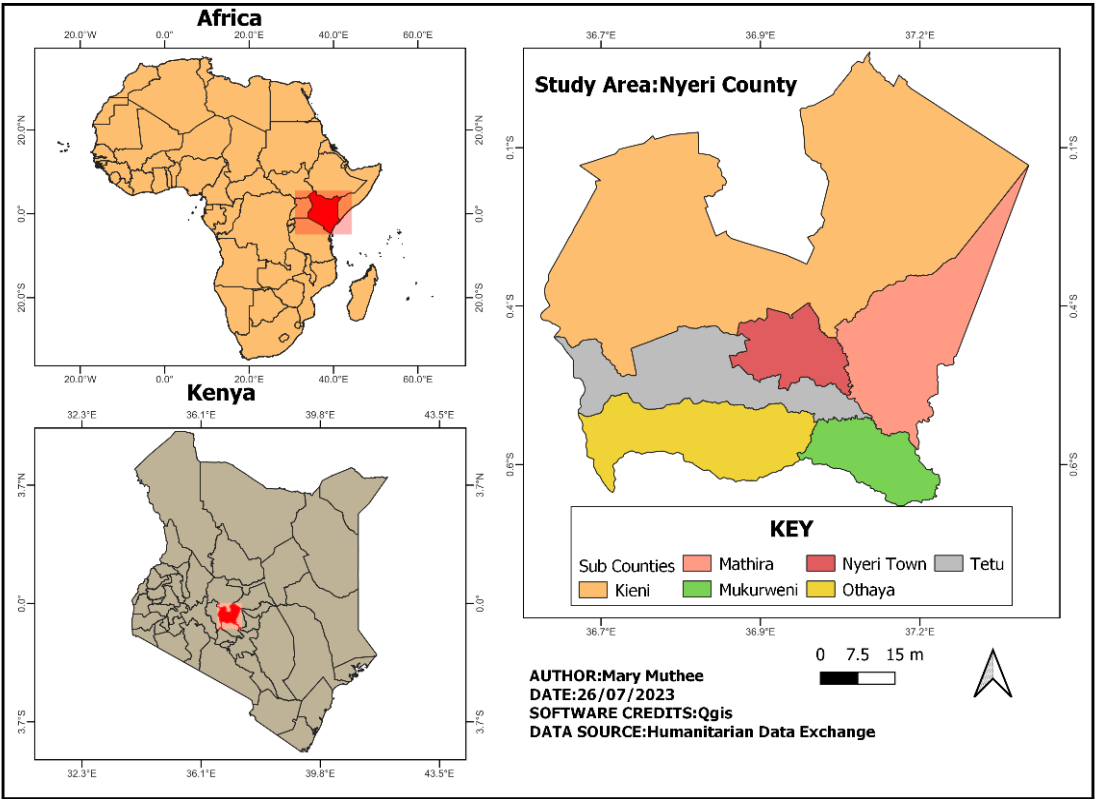 Africa
20.0°W 0.0° 20.0°E 40.0°E 60.0°E
20.0°N 20.0°N
0.0° 0.0°
20.0°S 20.0°S
20.0°W 0.0° 20.0°E 40.0°E 60.0°E
Kenya
32.3°E 36.1°E 39.8°E 43.5°E
3.7°N 3.7°N
0.0° 0.0°
3.7°S 3.7°S
32.3°E 36.1°E 39.8°E 43.5°E
36.7°E 36.9°E 37.2°E
Study Area:Nyeri County
0.1°S 0.1°S
0.4°S 0.4°S
0.6°S 0.6°S
KEY
Sub Counties Mathira Nyeri Town Tetu
Kieni Mukurweni Othaya
36.7°E 36.9°E 37.2°E
0 7.5 15 m
AUTHOR:Mary Muthee
DATE:26/07/2023
SOFTWARE CREDITS:Qgis
DATA SOURCE:Humanitarian Data Exchange